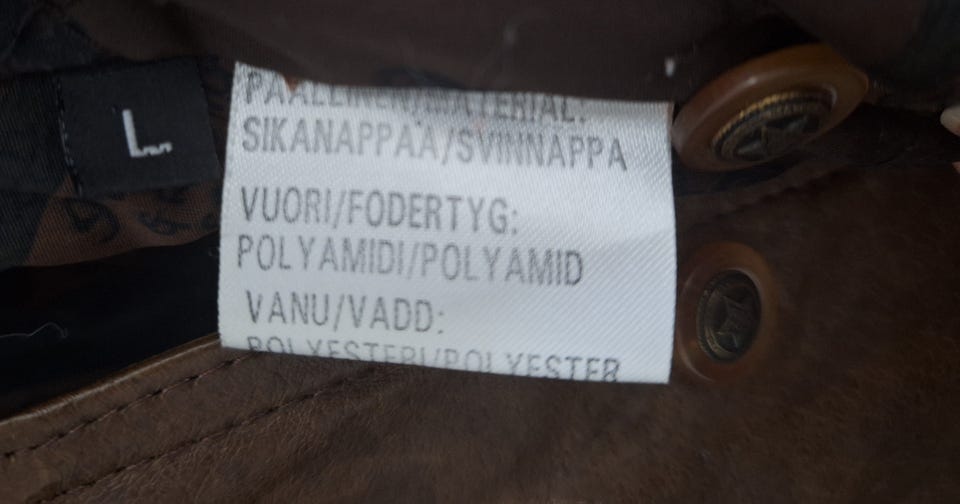 L
PÄÄLLINEN/MATERIAL:
SIKANAPPAA/SVINNAPPA
VUORI/FODERTYG:
POLYAMIDI/POLYAMID
VANU/VADD:
POLYESTERI/POLYESTER